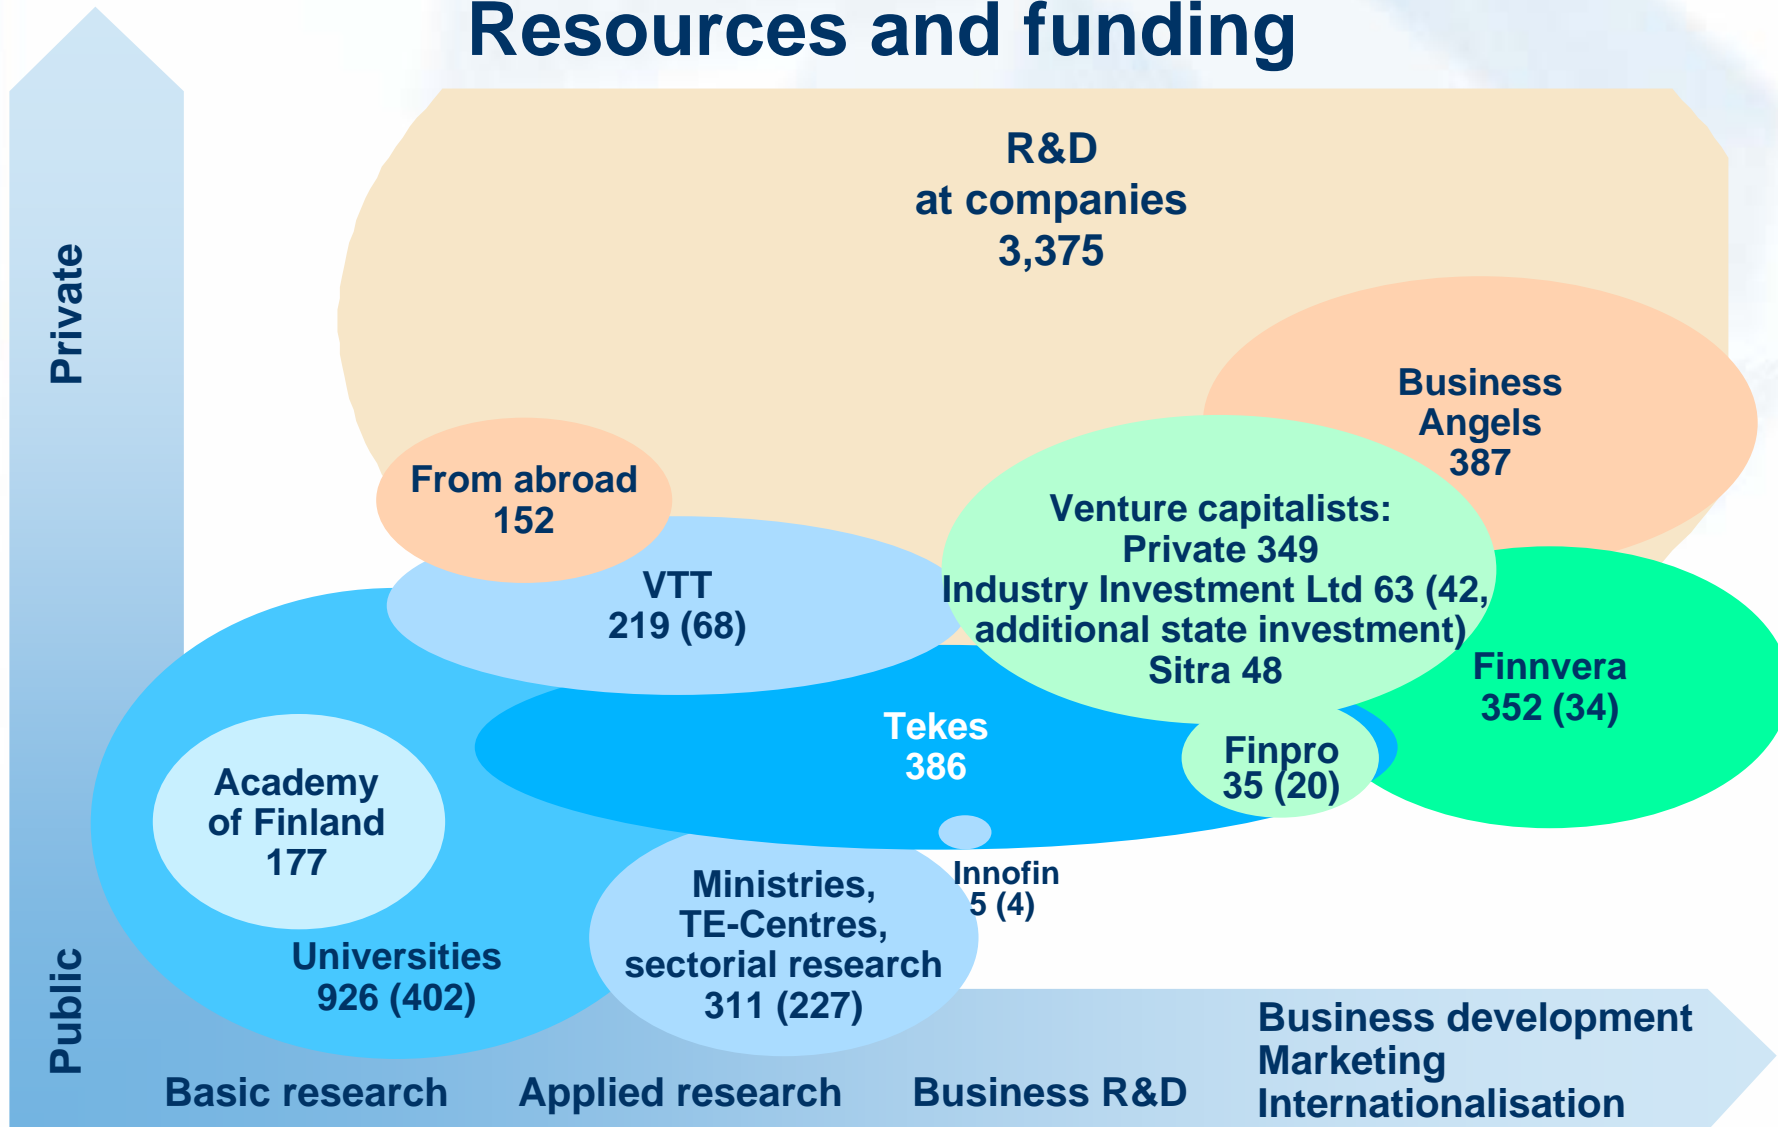 Resources and funding
Private
R&D
at companies
3,375
Business
Angels
387
From abroad
152
Venture capitalists:
Private 349
Industry Investment Ltd 63 (42,
additional state investment)
Sitra 48
VTT
219 (68)
Finnvera
352 (34)
Tekes
386
Finpro
35 (20)
Academy
of Finland
177
Innofin
5 (4)
Ministries,
TE-Centres,
sectorial research
311 (227)
Universities
926 (402)
Public
Basic research
Applied research
Business R&D
Business development
Marketing
Internationalisation